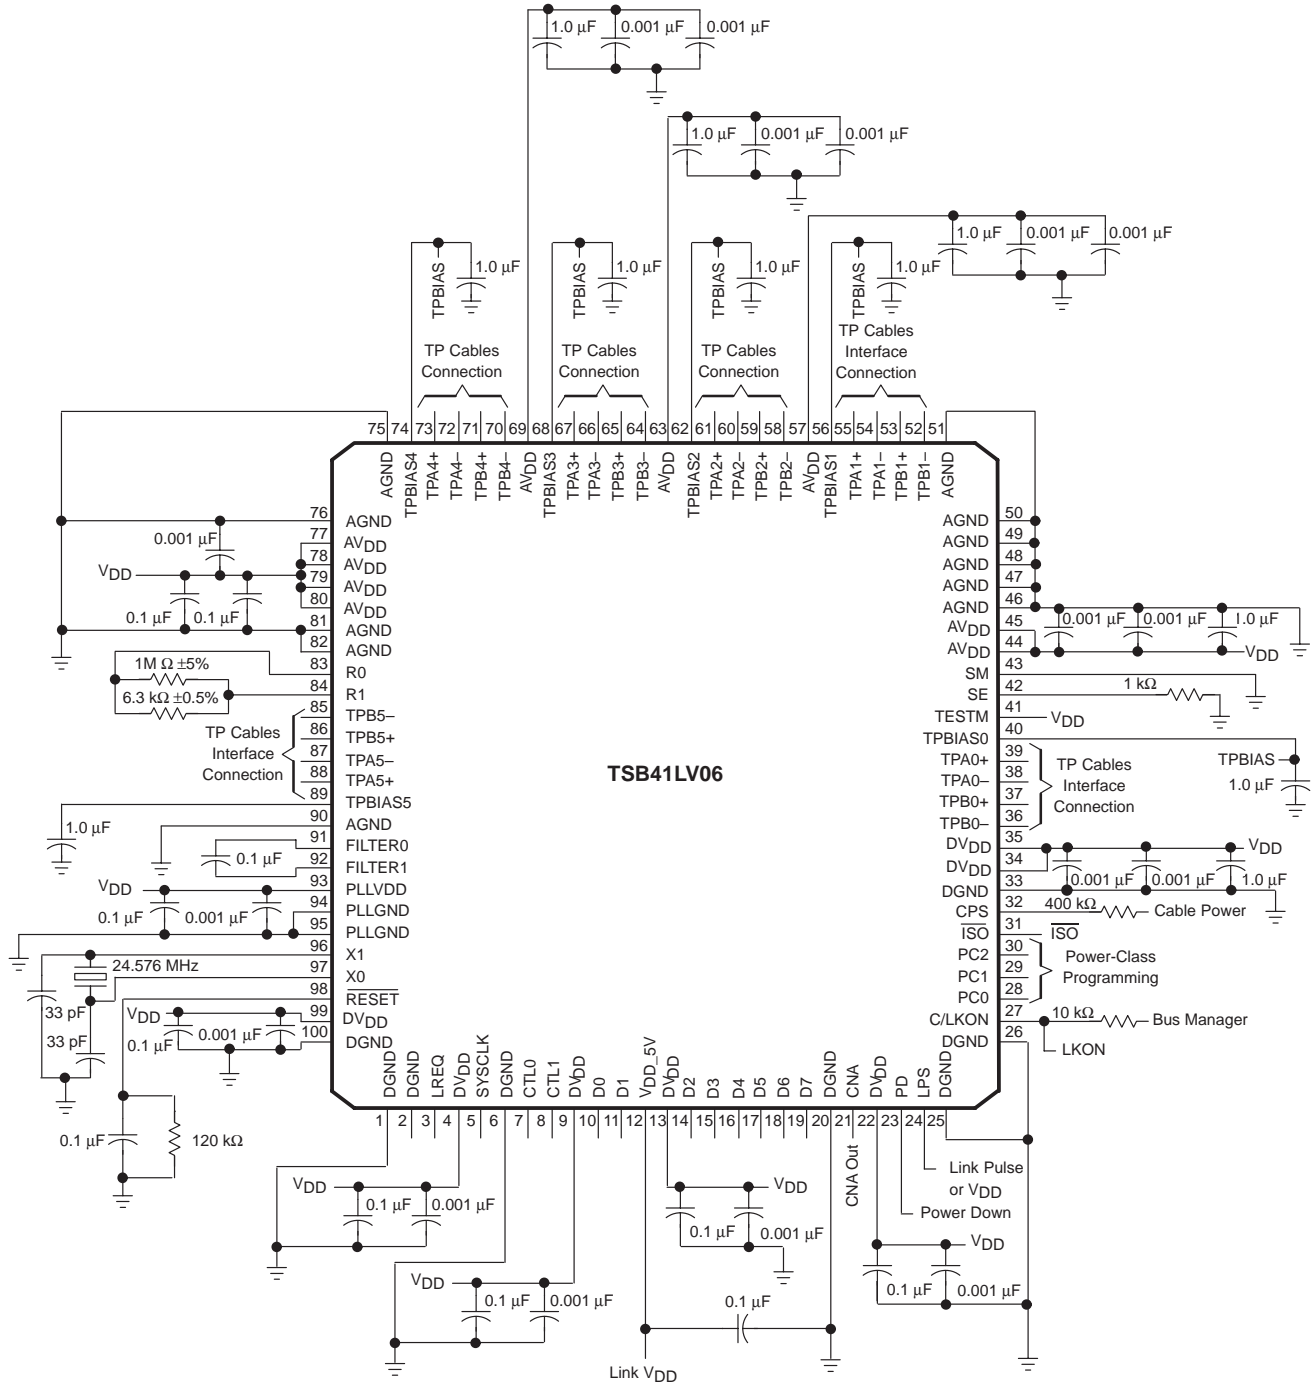 1.0 µF 0.001 µF 0.001 µF
1.0 µF 0.001 µF 0.001 µF
1.0 µF 0.001 µF 0.001 µF
TPBIAS 1.0 µF TPBIAS 1.0 µF TPBIAS 1.0 µF TPBIAS 1.0 µF
TP Cables
Connection
TP Cables
Connection
TP Cables
Connection
TP Cables
Interface
Connection
75 74 73 72 71 70 69 68 67 66 65 64 63 62 61 60 59 58 57 56 55 54 53 52 51
AGND
TPBIAS4
TPA4+
TPA4–
TPB4+
TPB4–
AVDD
TPBIAS3
TPA3+
TPA3–
TPB3+
TPB3–
AVDD
TPBIAS2
TPA2+
TPA2–
TPB2+
TPB2–
AVDD
TPBIAS1
TPA1+
TPA1–
TPB1+
TPB1–
AGND
76 AGND
77 AVDD
78 AVDD
79 AVDD
80 AVDD
81 AGND
82 AGND
83 R0
84 R1
85 TPB5–
86 TPB5+
87 TPA5–
88 TPA5+
89 TPBIAS5
90 AGND
91 FILTER0
92 FILTER1
93 PLLVDD
94 PLLGND
95 PLLGND
96 X1
97 X0
98 RESET
99 DVDD
100 DGND
0.001 µF
VDD
0.1 µF 0.1 µF
1M Ω ±5%
6.3 kΩ ±0.5%
TP Cables
Interface
Connection
1.0 µF
0.1 µF
VDD
0.1 µF 0.001 µF
24.576 MHz
33 pF
33 pF
VDD
0.1 µF 0.001 µF
0.1 µF 120 kΩ
TSB41LV06
AGND 50
AGND 49
AGND 48
AGND 47
AGND 46
AVDD 45
AVDD 44
SM 43
SE 42
TESTM 41
TPBIAS0 40
TPA0+ 39
TPA0– 38
TPB0+ 37
TPB0– 36
DVDD 35
DVDD 34
DGND 33
CPS 32
ISO 31
PC2 30
PC1 29
PC0 28
C/LKON 27
DGND 26
0.001 µF 0.001 µF 1.0 µF
VDD
1 kΩ
VDD
TPBIAS
1.0 µF
TP Cables
Interface
Connection
VDD
0.001 µF 0.001 µF 1.0 µF
400 kΩ Cable Power
ISO
Power-Class
Programming
10 kΩ Bus Manager
LKON
DGND
DGND
LREQ
DVDD
SYSCLK
DGND
CTL0
CTL1
DVDD
D0
D1
VDD_5V
DVDD
D2
D3
D4
D5
D6
D7
DGND
CNA
DVDD
PD
LPS
DGND
1 2 3 4 5 6 7 8 9 10 11 12 13 14 15 16 17 18 19 20 21 22 23 24 25
CNA Out
Link Pulse
or VDD
Power Down
VDD
0.1 µF 0.001 µF
VDD
0.1 µF 0.001 µF
VDD
0.1 µF 0.001 µF
VDD
0.1 µF 0.001 µF
0.1 µF
Link VDD